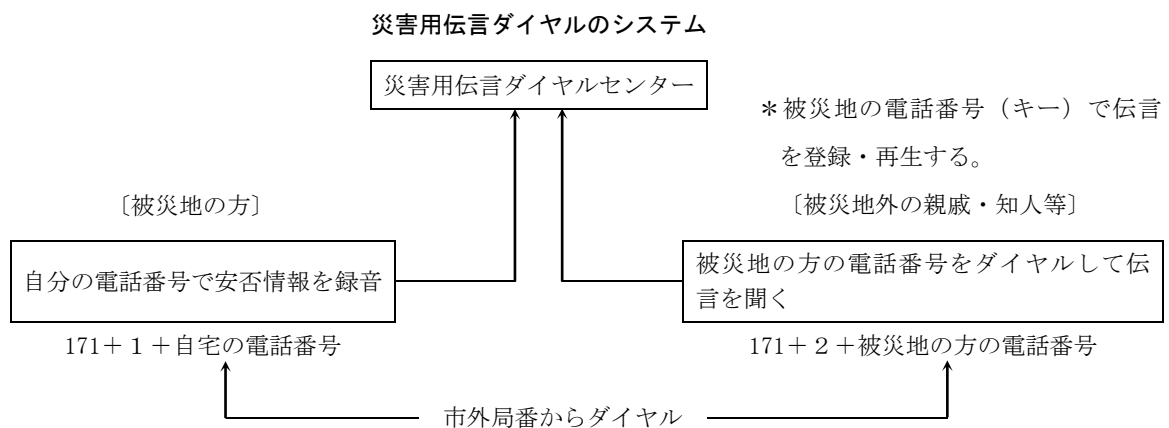 災害用伝言ダイヤルのシステム
災害用伝言ダイヤルセンター
＊被災地の電話番号（キー）で伝言
を登録・再生する。
〔被災地の方〕
〔被災地外の親戚・知人等〕
自分の電話番号で安否情報を録音
被災地の方の電話番号をダイヤルして伝
言を聞く
171＋１＋自宅の電話番号
171＋２＋被災地の方の電話番号
市外局番からダイヤル